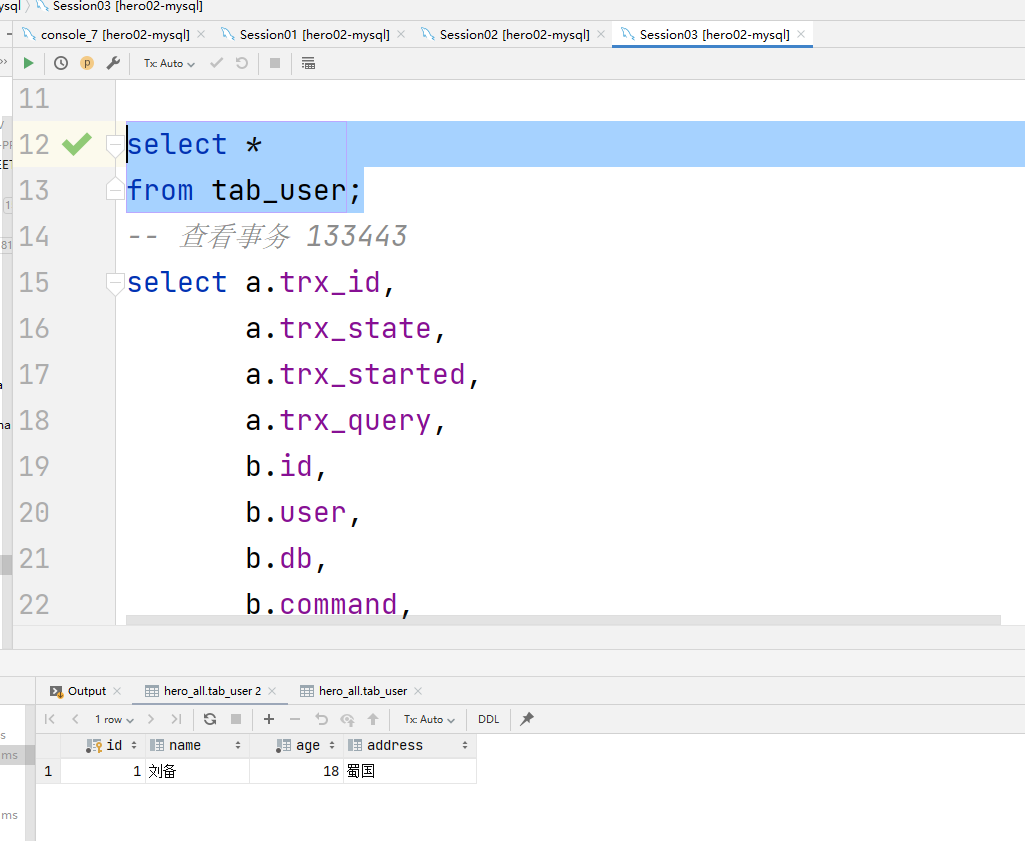 ysql Session03 [hero02-mysql]
console_7 [hero02-mysql] Session01 [hero02-mysql] Session02 [hero02-mysql] Session03 [hero02-mysql]
Tx: Auto
11
12 select *
13 from tab_user;
14 -- 查看事务 133443
15 select a.trx_id,
16 a.trx_state,
17 a.trx_started,
18 a.trx_query,
19 b.id,
20 b.user,
21 b.db,
22 b.command,
Output hero_all.tab_user 2 hero_all.tab_user
1 row Tx: Auto DDL
id name age address
1 1 刘备 18 蜀国
ms
ms